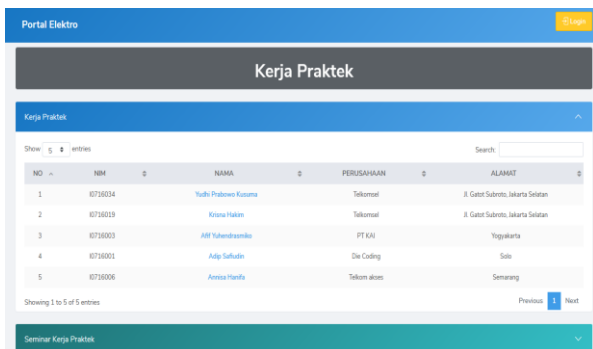 Portal Elektro
Login
Kerja Praktek
Kerja Praktek
Show 5 entries
Search:
NO NIM NAMA PERUSAHAAN ALAMAT
1 I0716034 Yudhi Prabowo Kusuma Telkomsel Jl. Gatot Subroto, Jakarta Selatan
2 I0716019 Krisna Hakim Telkomsel Jl. Gatot Subroto, Jakarta Selatan
3 I0716003 Afif Yuhendrasmiko PT KAI Yogyakarta
4 I0716001 Adip Safiudin Die Coding Solo
5 I0716006 Annisa Hanifa Telkom akses Semarang
Showing 1 to 5 of 5 entries
Previous 1 Next
Seminar Kerja Praktek